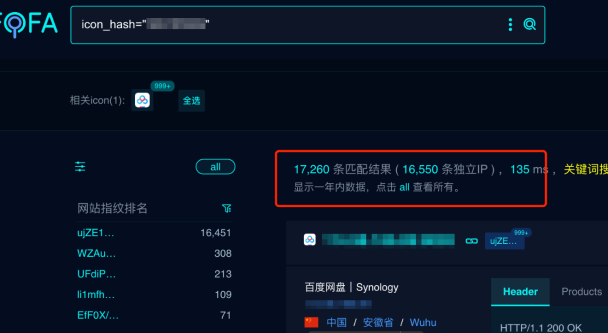 FOFA
icon_hash=" "
相关icon(1):
999+
全选
all
17,260 条匹配结果 ( 16,550 条独立IP ) ，135 ms ，关键词搜
显示一年内数据，点击 all 查看所有。
网站指纹排名
ujZE1… 16,451
WZAu… 308
UFdiP… 213
li1mfh… 109
EfF0X/… 71
ujZE… 999+
百度网盘｜Synology
中国 / 安徽省 / Wuhu
Header Products
HTTP/1.1 200 OK